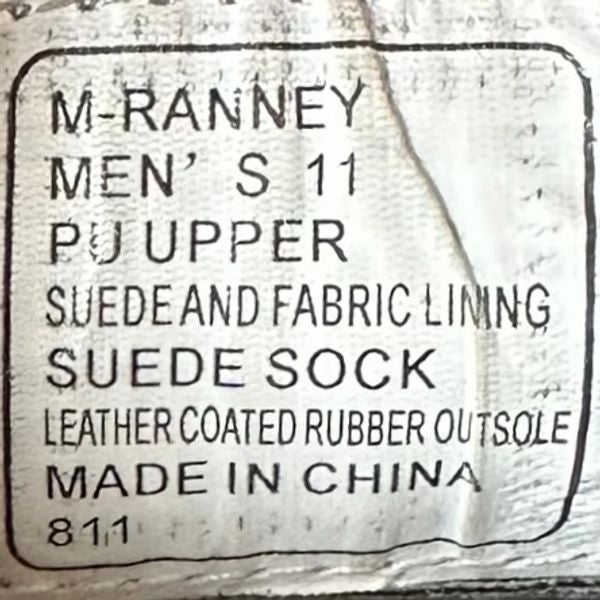 M-RANNEY
MEN'S 11
PU UPPER
SUEDE AND FABRIC LINING
SUEDE SOCK
LEATHER COATED RUBBER OUTSOLE
MADE IN CHINA
811